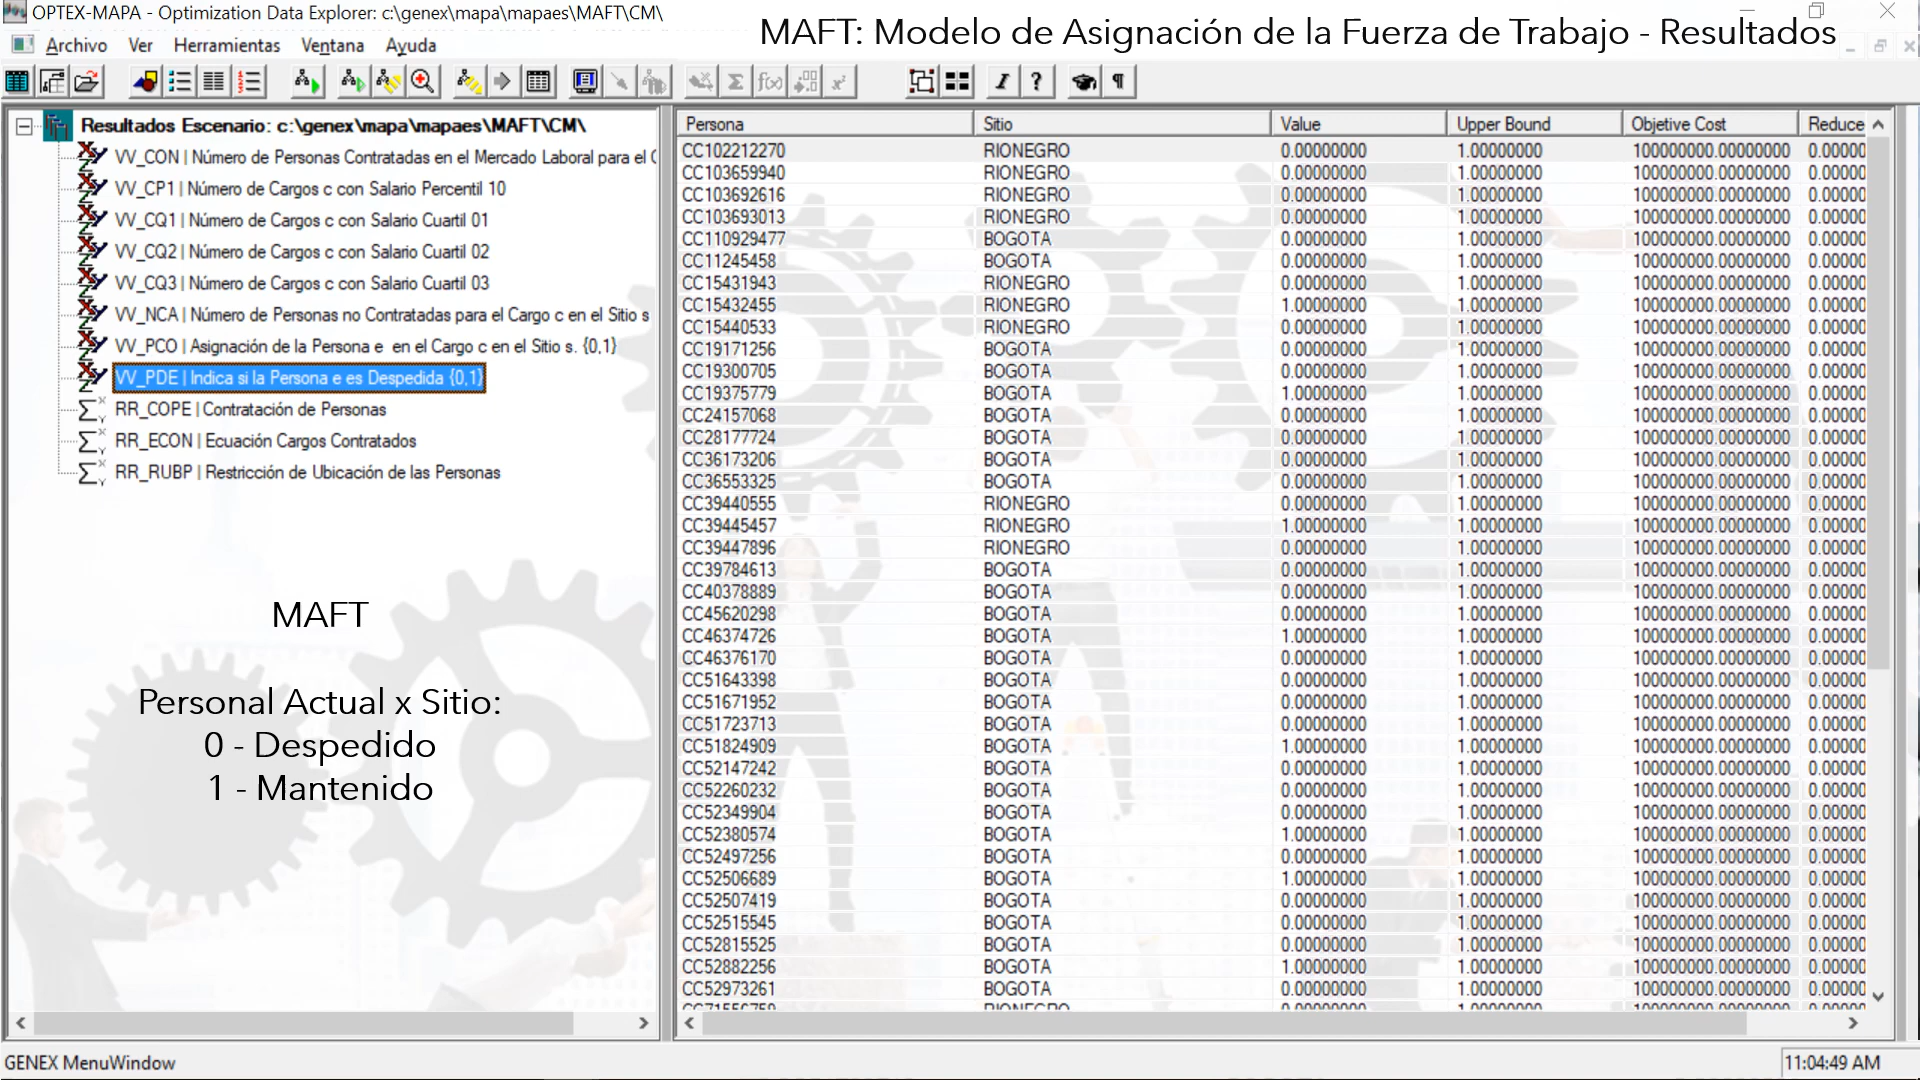 OPTEX-MAPA - Optimization Data Explorer: c:\genex\mapa\mapaes\MAFT\CM\
MAFT: Modelo de Asignación de la Fuerza de Trabajo - Resultados
Archivo Ver Herramientas Ventana Ayuda
Resultados Escenario: c:\genex\mapa\mapaes\MAFT\CM\
VV_CON | Número de Personas Contratadas en el Mercado Laboral para el
VV_CP1 | Número de Cargos c con Salario Percentil 10
VV_CQ1 | Número de Cargos c con Salario Cuartil 01
VV_CQ2 | Número de Cargos c con Salario Cuartil 02
VV_CQ3 | Número de Cargos c con Salario Cuartil 03
VV_NCA | Número de Personas no Contratadas para el Cargo c en el Sitio s
VV_PCO | Asignación de la Persona e en el Cargo c en el Sitio s. {0,1}
VV_PDE | Indica si la Persona e es Despedida {0,1}
RR_COPE | Contratación de Personas
RR_ECON | Ecuación Cargos Contratados
RR_RUBP | Restricción de Ubicación de las Personas
MAFT
Personal Actual x Sitio:
0 - Despedido
1 - Mantenido
Persona Sitio Value Upper Bound Objetive Cost Reduce
CC102212270 RIONEGRO 0.00000000 1.00000000 100000000.00000000 0.00000
CC103659940 RIONEGRO 0.00000000 1.00000000 100000000.00000000 0.00000
CC103692616 RIONEGRO 0.00000000 1.00000000 100000000.00000000 0.00000
CC103693013 RIONEGRO 0.00000000 1.00000000 100000000.00000000 0.00000
CC110929477 BOGOTA 0.00000000 1.00000000 100000000.00000000 0.00000
CC11245458 BOGOTA 0.00000000 1.00000000 100000000.00000000 0.00000
CC15431943 RIONEGRO 0.00000000 1.00000000 100000000.00000000 0.00000
CC15432455 RIONEGRO 1.00000000 1.00000000 100000000.00000000 0.00000
CC15440533 RIONEGRO 0.00000000 1.00000000 100000000.00000000 0.00000
CC19171256 BOGOTA 0.00000000 1.00000000 100000000.00000000 0.00000
CC19300705 BOGOTA 0.00000000 1.00000000 100000000.00000000 0.00000
CC19375779 BOGOTA 1.00000000 1.00000000 100000000.00000000 0.00000
CC24157068 BOGOTA 0.00000000 1.00000000 100000000.00000000 0.00000
CC28177724 BOGOTA 0.00000000 1.00000000 100000000.00000000 0.00000
CC36173206 BOGOTA 0.00000000 1.00000000 100000000.00000000 0.00000
CC36553325 BOGOTA 0.00000000 1.00000000 100000000.00000000 0.00000
CC39440555 RIONEGRO 0.00000000 1.00000000 100000000.00000000 0.00000
CC39445457 RIONEGRO 1.00000000 1.00000000 100000000.00000000 0.00000
CC39447896 RIONEGRO 0.00000000 1.00000000 100000000.00000000 0.00000
CC39784613 BOGOTA 0.00000000 1.00000000 100000000.00000000 0.00000
CC40378889 BOGOTA 0.00000000 1.00000000 100000000.00000000 0.00000
CC45620298 BOGOTA 0.00000000 1.00000000 100000000.00000000 0.00000
CC46374726 BOGOTA 1.00000000 1.00000000 100000000.00000000 0.00000
CC46376170 BOGOTA 0.00000000 1.00000000 100000000.00000000 0.00000
CC51643398 BOGOTA 0.00000000 1.00000000 100000000.00000000 0.00000
CC51671952 BOGOTA 0.00000000 1.00000000 100000000.00000000 0.00000
CC51723713 BOGOTA 0.00000000 1.00000000 100000000.00000000 0.00000
CC51824909 BOGOTA 1.00000000 1.00000000 100000000.00000000 0.00000
CC52147242 BOGOTA 0.00000000 1.00000000 100000000.00000000 0.00000
CC52260232 BOGOTA 0.00000000 1.00000000 100000000.00000000 0.00000
CC52349904 BOGOTA 0.00000000 1.00000000 100000000.00000000 0.00000
CC52380574 BOGOTA 1.00000000 1.00000000 100000000.00000000 0.00000
CC52497256 BOGOTA 0.00000000 1.00000000 100000000.00000000 0.00000
CC52506689 BOGOTA 1.00000000 1.00000000 100000000.00000000 0.00000
CC52507419 BOGOTA 0.00000000 1.00000000 100000000.00000000 0.00000
CC52515545 BOGOTA 0.00000000 1.00000000 100000000.00000000 0.00000
CC52815525 BOGOTA 0.00000000 1.00000000 100000000.00000000 0.00000
CC52882256 BOGOTA 1.00000000 1.00000000 100000000.00000000 0.00000
CC52973261 BOGOTA 0.00000000 1.00000000 100000000.00000000 0.00000
GENEX MenuWindow
11:04:49 AM